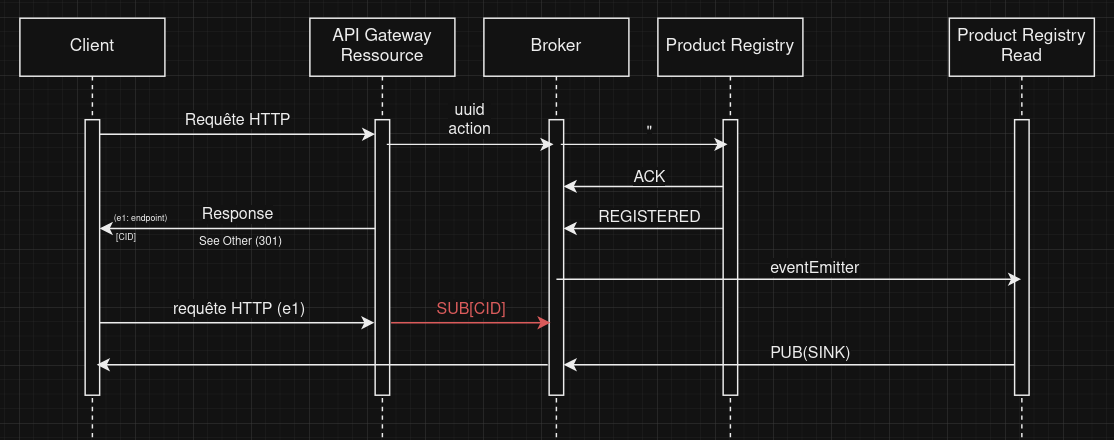 Client
API Gateway
Ressource
Broker
Product Registry
Product Registry
Read
Requête HTTP
uuid
action
"
ACK
(e1: endpoint)
Response
REGISTERED
[CID]
See Other (301)
eventEmitter
requête HTTP (e1)
SUB[CID]
PUB(SINK)